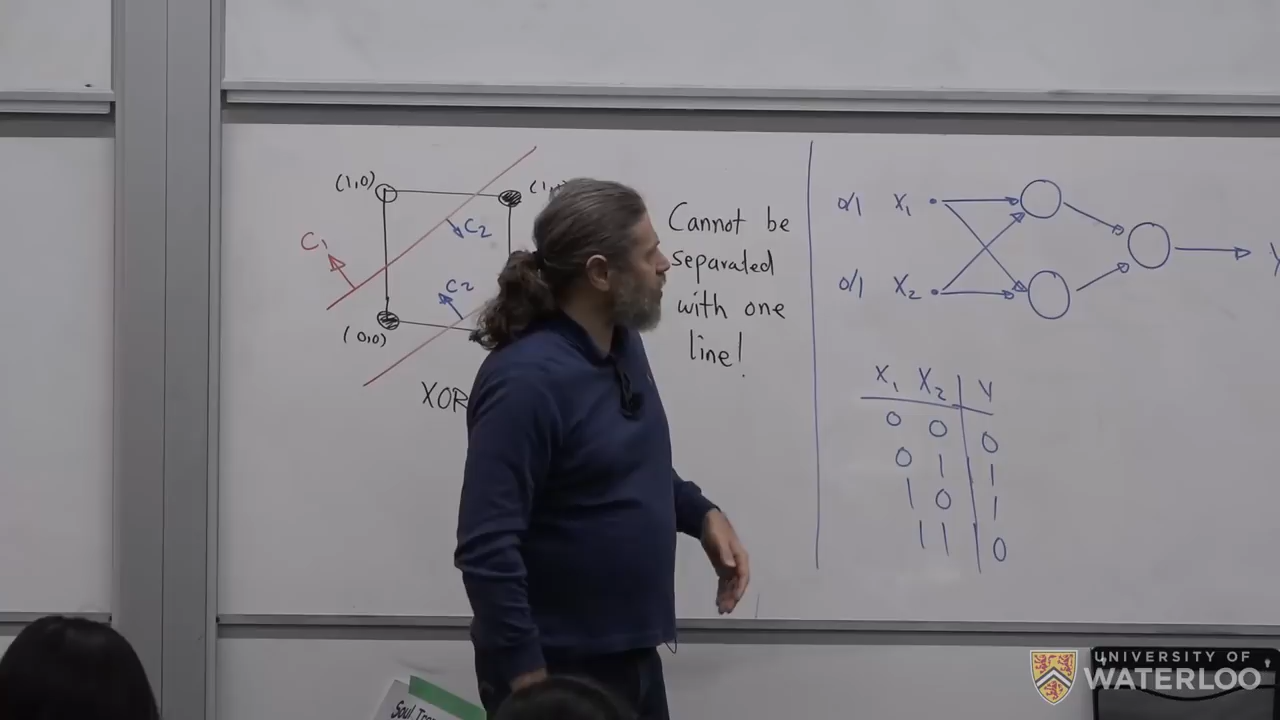 (1,0)
C1
C2
C2
(0,0)
XOR
Cannot be
separated
with one
line!
0/1 X1
0/1 X2
Y
X1 X2 Y
0 0 0
0 1 1
1 0 1
1 1 0
Soul
UNIVERSITY OF
WATERLOO